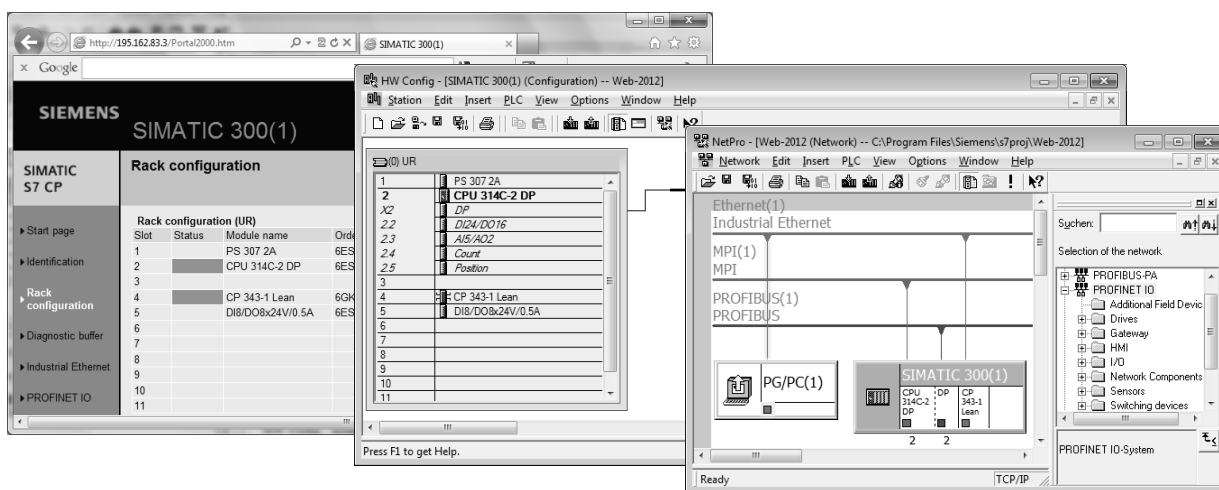 http://195.162.83.3/Portal2000.htm
SIMATIC 300(1)
x Google
SIEMENS
SIMATIC 300(1)
SIMATIC
S7 CP
Start page
Identification
Rack
configuration
Diagnostic buffer
Industrial Ethernet
PROFINET IO
Rack configuration
Rack configuration (UR)
Slot Status Module name Orde
1 PS 307 2A 6ES
2 CPU 314C-2 DP 6ES
3
4 CP 343-1 Lean 6GK
5 DI8/DO8x24V/0.5A 6ES
6
7
8
9
10
11
HW Config - [SIMATIC 300(1) (Configuration) -- Web-2012]
Station Edit Insert PLC View Options Window Help
(0) UR
1 PS 307 2A
2 CPU 314C-2 DP
X2 DP
2.2 DI24/DO16
2.3 AI5/AO2
2.4 Count
2.5 Position
3
4 CP 343-1 Lean
5 DI8/DO8x24V/0.5A
6
7
8
9
10
11
Press F1 to get Help.
NetPro - [Web-2012 (Network) -- C:\Program Files\Siemens\s7proj\Web-2012]
Network Edit Insert PLC View Options Window Help
Ethernet(1)
Industrial Ethernet
MPI(1)
MPI
PROFIBUS(1)
PROFIBUS
PG/PC(1)
SIMATIC 300(1)
CPU
314C-2
DP
DP
CP
343-1
Lean
2 2
Ready TCP/IP
Suchen:
Selection of the network
PROFIBUS-PA
PROFINET IO
Additional Field Devic
Drives
Gateway
HMI
I/O
Network Components
Sensors
Switching devices
PROFINET IO-System